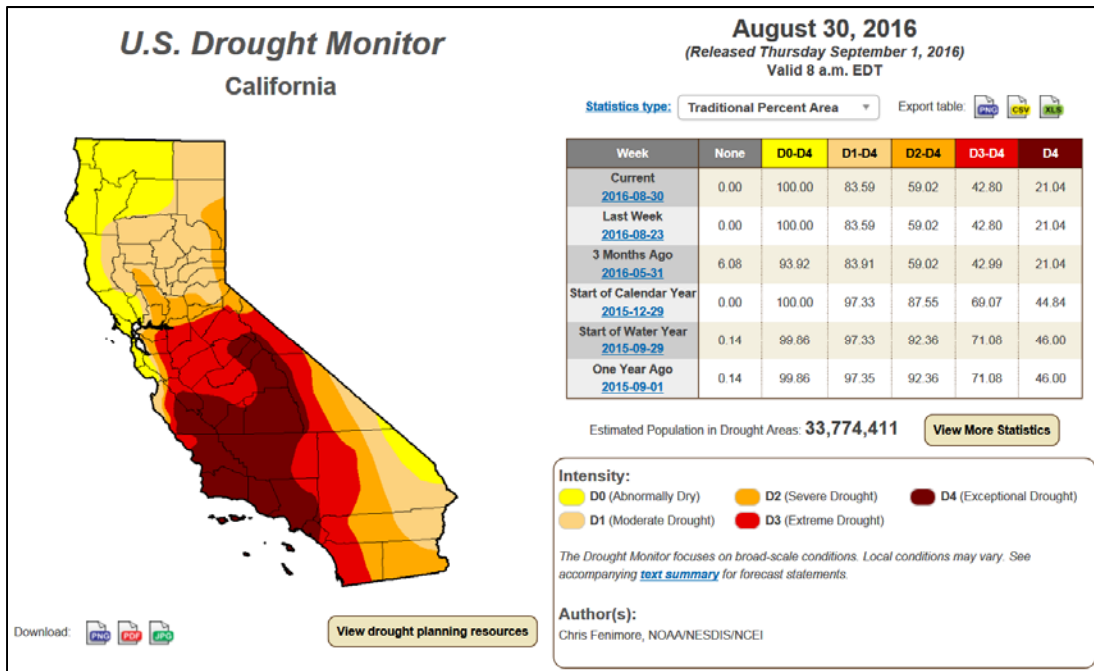 U.S. Drought Monitor
California
August 30, 2016
(Released Thursday September 1, 2016)
Valid 8 a.m. EDT
Statistics type: Traditional Percent Area Export table: PNG CSV XLS
Week None D0-D4 D1-D4 D2-D4 D3-D4 D4
Current
2016-08-30 0.00 100.00 83.59 59.02 42.80 21.04
Last Week
2016-08-23 0.00 100.00 83.59 59.02 42.80 21.04
3 Months Ago
2016-05-31 6.08 93.92 83.91 59.02 42.99 21.04
Start of Calendar Year
2015-12-29 0.00 100.00 97.33 87.55 69.07 44.84
Start of Water Year
2015-09-29 0.14 99.86 97.33 92.36 71.08 46.00
One Year Ago
2015-09-01 0.14 99.86 97.35 92.36 71.08 46.00
Estimated Population in Drought Areas: 33,774,411 View More Statistics
Intensity:
D0 (Abnormally Dry) D2 (Severe Drought) D4 (Exceptional Drought)
D1 (Moderate Drought) D3 (Extreme Drought)
The Drought Monitor focuses on broad-scale conditions. Local conditions may vary. See
accompanying text summary for forecast statements.
Author(s):
Chris Fenimore, NOAA/NESDIS/NCEI
Download: PNG PDF JPG View drought planning resources